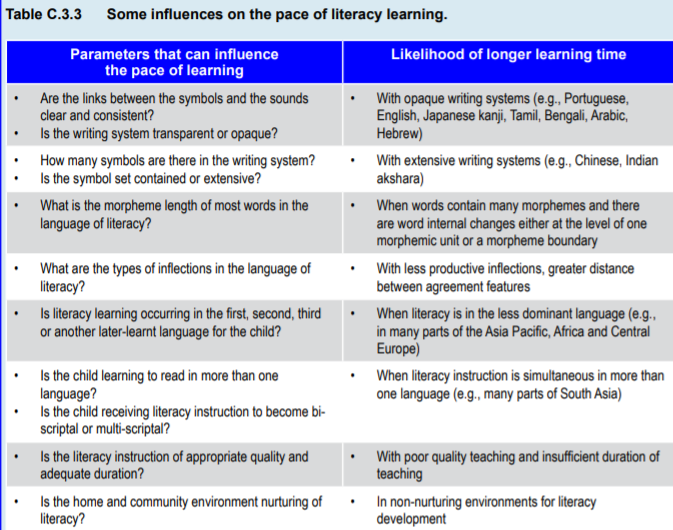 Table C.3.3 Some influences on the pace of literacy learning.
Parameters that can influence
the pace of learning
Likelihood of longer learning time
• Are the links between the symbols and the sounds
clear and consistent?
• Is the writing system transparent or opaque?
• With opaque writing systems (e.g., Portuguese,
English, Japanese kanji, Tamil, Bengali, Arabic,
Hebrew)
• How many symbols are there in the writing system?
• Is the symbol set contained or extensive?
• With extensive writing systems (e.g., Chinese, Indian
akshara)
• What is the morpheme length of most words in the
language of literacy?
• When words contain many morphemes and there
are word internal changes either at the level of one
morphemic unit or a morpheme boundary
• What are the types of inflections in the language of
literacy?
• With less productive inflections, greater distance
between agreement features
• Is literacy learning occurring in the first, second, third
or another later-learnt language for the child?
• When literacy is in the less dominant language (e.g.,
in many parts of the Asia Pacific, Africa and Central
Europe)
• Is the child learning to read in more than one
language?
• Is the child receiving literacy instruction to become bi-
scriptal or multi-scriptal?
• When literacy instruction is simultaneous in more than
one language (e.g., many parts of South Asia)
• Is the literacy instruction of appropriate quality and
adequate duration?
• With poor quality teaching and insufficient duration of
teaching
• Is the home and community environment nurturing of
literacy?
• In non-nurturing environments for literacy
development